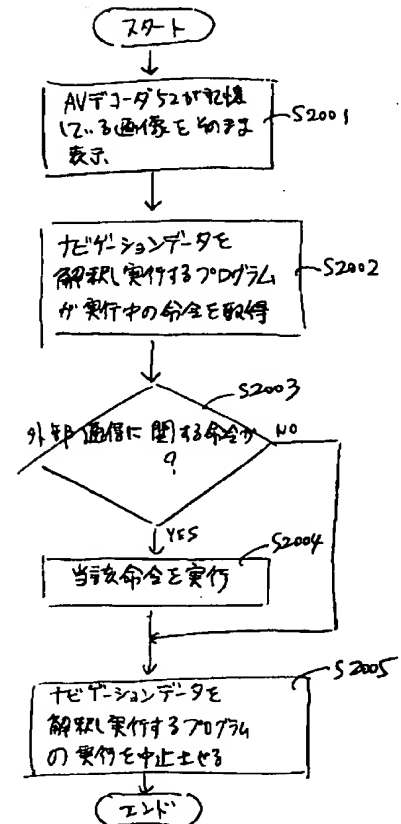 スタート
AVデコーダ52が記憶
している画像をそのまま
表示
S2001
ナビゲーションデータを
解釈し実行するプログラム
が実行中の命令を取得
S2002
S2003
外部通信に関する命令か
?
NO
YES
S2004
当該命令を実行
S2005
ナビゲーションデータを
解釈し実行するプログラム
の実行を中止させる
エンド